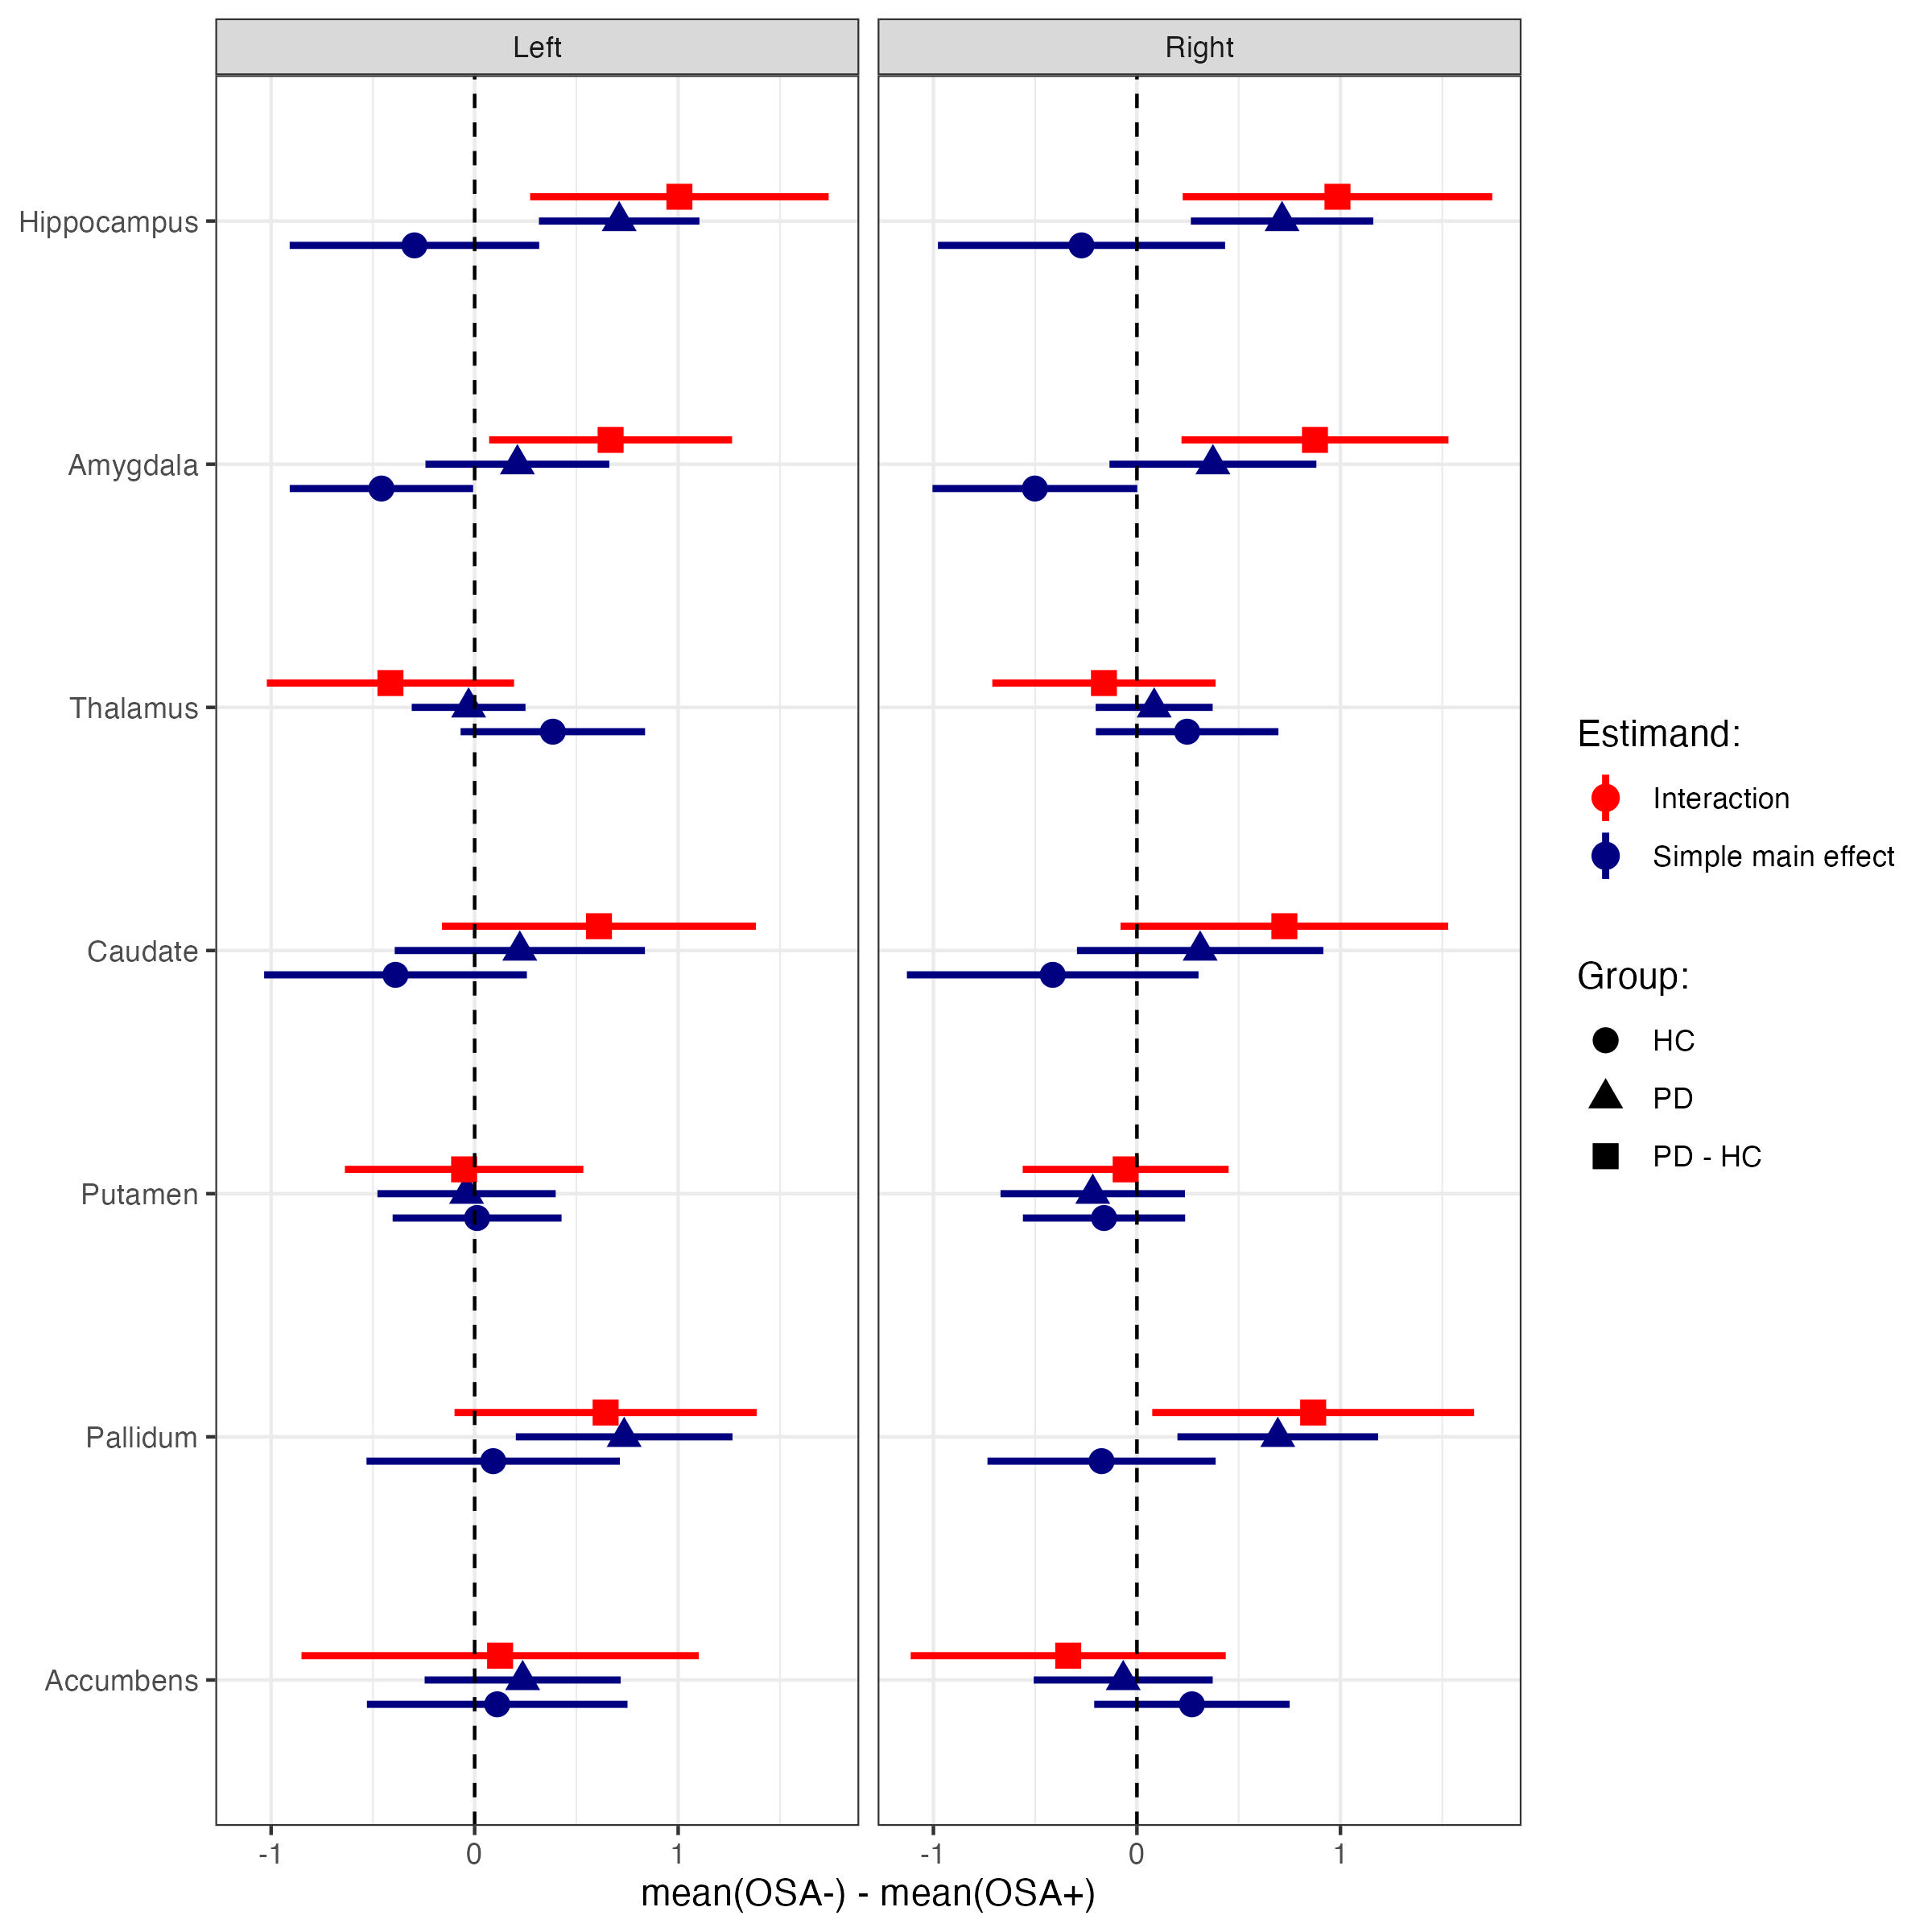 Left
Right
Hippocampus
Amygdala
Thalamus
Caudate
Putamen
Pallidum
Accumbens
-1 0 1
-1 0 1
mean(OSA-) - mean(OSA+)
Estimand:
Interaction
Simple main effect
Group:
HC
PD
PD - HC